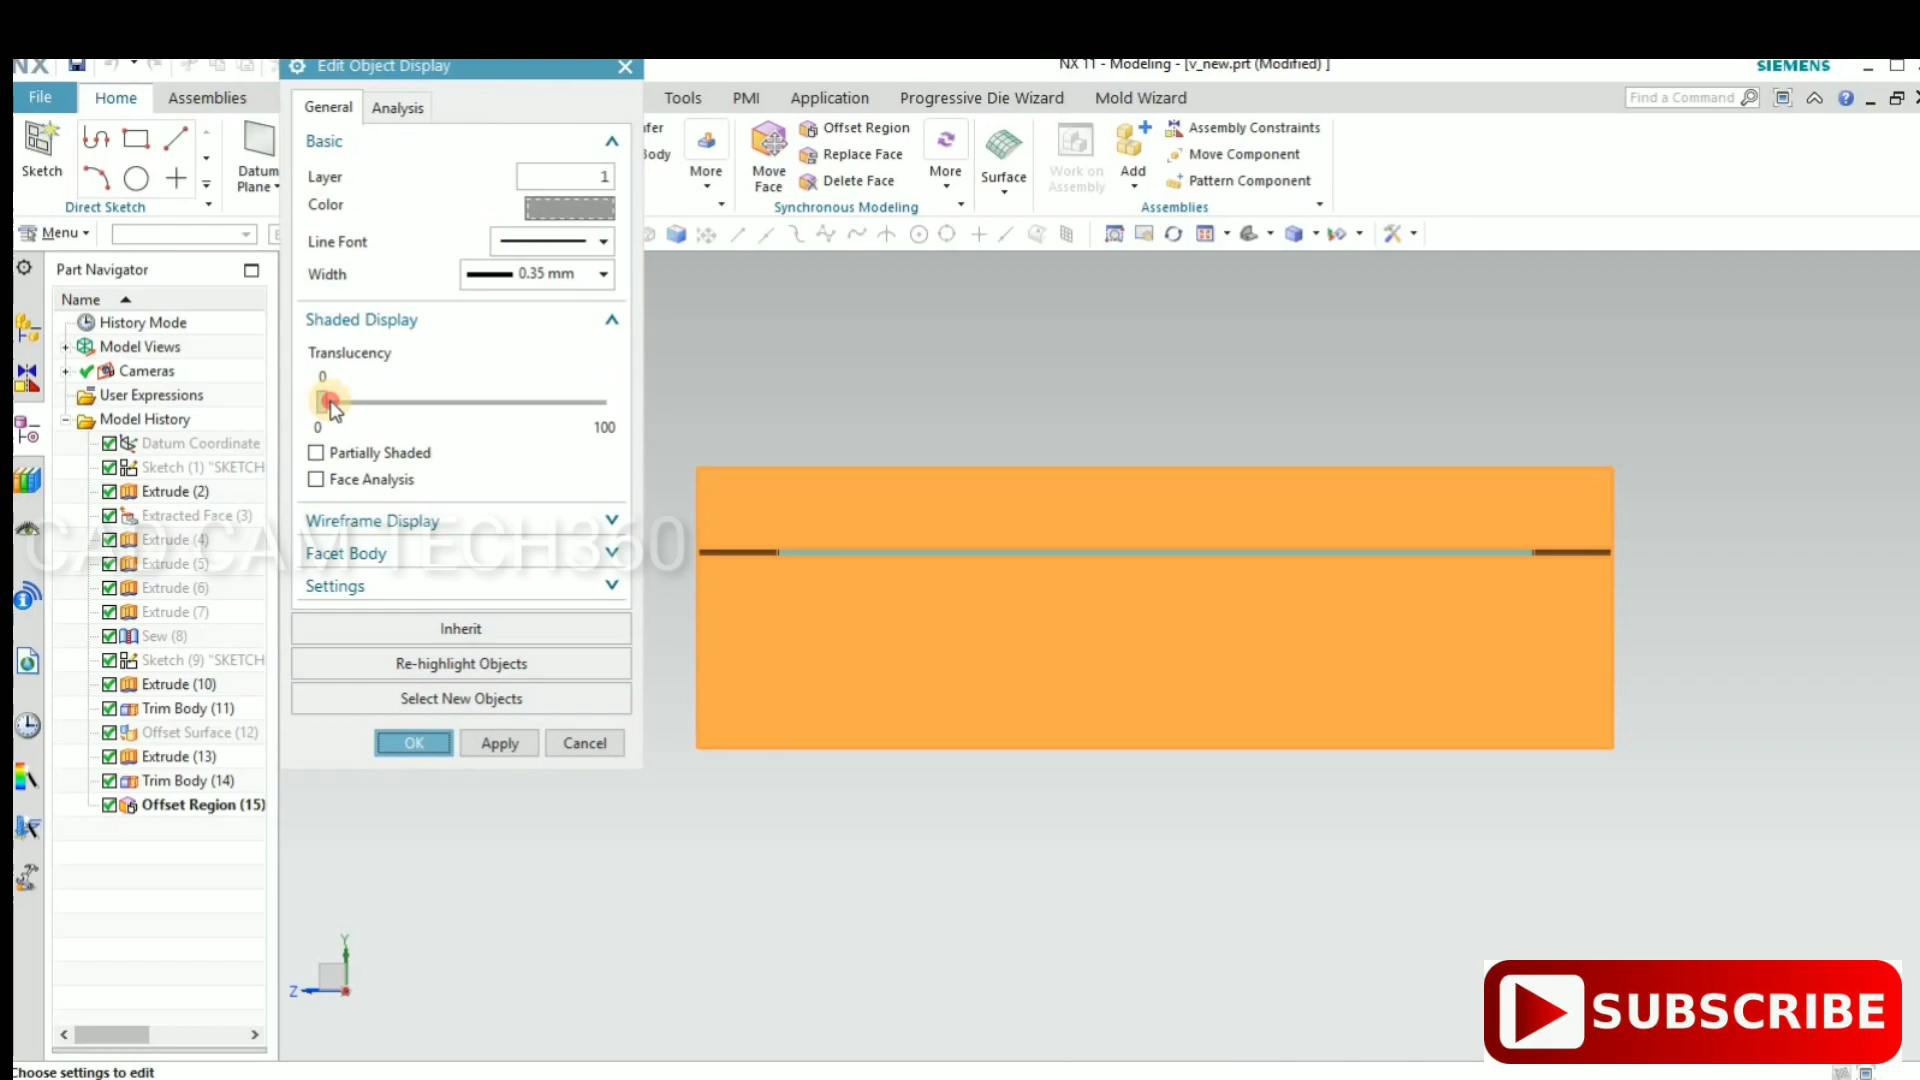 NX
Edit Object Display
NX 11 - Modeling - [v_new.prt (Modified) ]
SIEMENS
File
Home
Assemblies
Tools
PMI
Application
Progressive Die Wizard
Mold Wizard
Find a Command
Sketch
Direct Sketch
Datum
Plane
General
Analysis
Basic
Layer
1
Color
Line Font
Width
0.35 mm
Shaded Display
Translucency
0
0
100
Partially Shaded
Face Analysis
Wireframe Display
Facet Body
Settings
Inherit
Re-highlight Objects
Select New Objects
OK
Apply
Cancel
More
Move
Face
Offset Region
Replace Face
Delete Face
More
Synchronous Modeling
Surface
Work on
Assembly
Add
Assembly Constraints
Move Component
Pattern Component
Assemblies
Menu
Part Navigator
Name
History Mode
Model Views
Cameras
User Expressions
Model History
Datum Coordinate
Sketch (1) "SKETCH
Extrude (2)
Extracted Face (3)
Extrude (4)
Extrude (5)
Extrude (6)
Extrude (7)
Sew (8)
Sketch (9) "SKETCH
Extrude (10)
Trim Body (11)
Offset Surface (12)
Extrude (13)
Trim Body (14)
Offset Region (15)
CAD CAM TECH360
Y
Z
SUBSCRIBE
Choose settings to edit